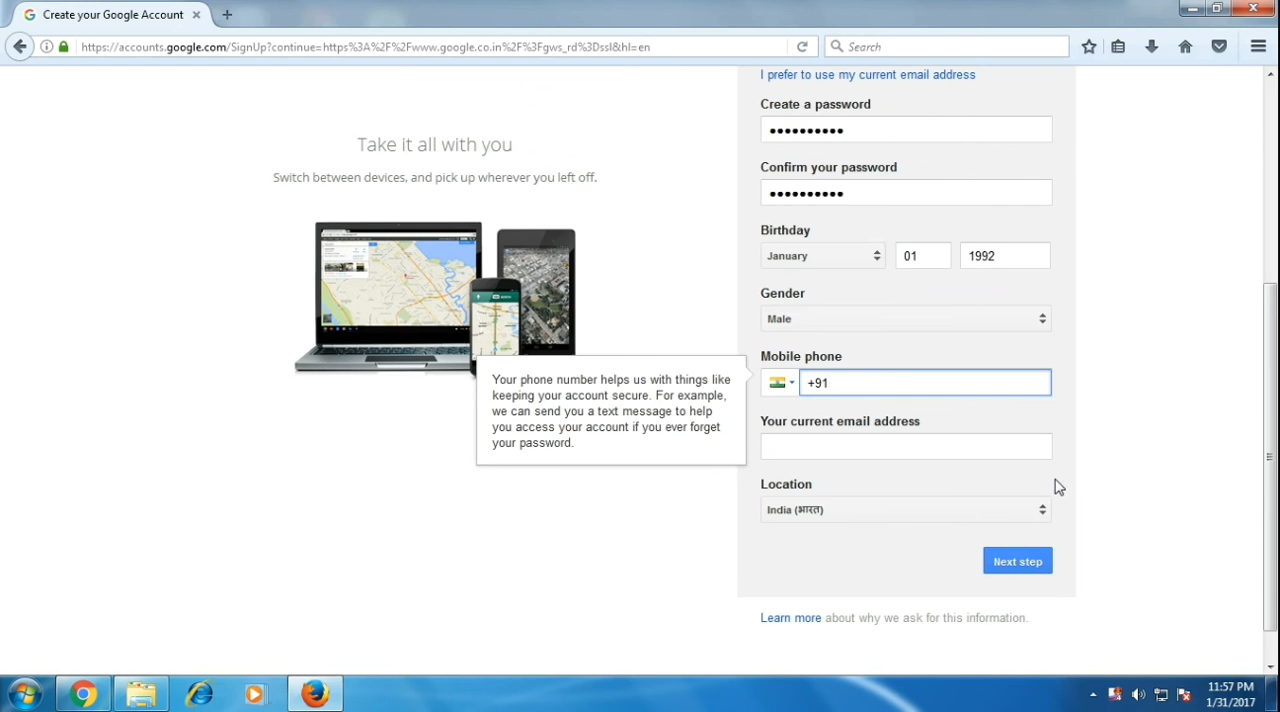 Create your Google Account
https://accounts.google.com/SignUp?continue=https%3A%2F%2Fwww.google.co.in%2F%3Fgws_rd%3Dssl&hl=en
Search
I prefer to use my current email address
Create a password
••••••••••
Confirm your password
••••••••••
Birthday
January 01 1992
Gender
Male
Mobile phone
+91
Your current email address
Location
India (भारत)
Next step
Learn more about why we ask for this information.
Take it all with you
Switch between devices, and pick up wherever you left off.
Your phone number helps us with things like
keeping your account secure. For example,
we can send you a text message to help
you access your account if you ever forget
your password.
11:57 PM
1/31/2017